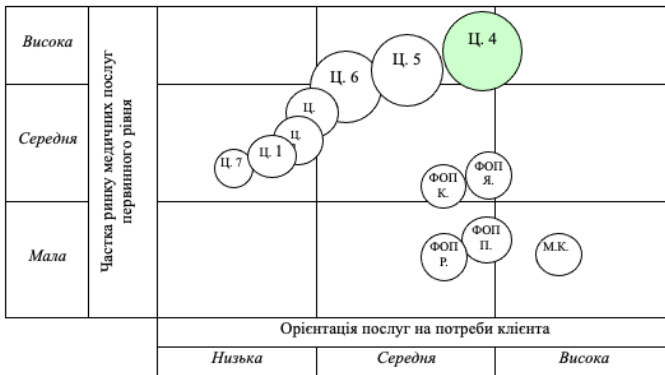 Висока
Середня
Мала
Частка ринку медичних послуг
первинного рівня
Ц. 4
Ц. 5
Ц. 6
Ц.
Ц.
Ц. 1
Ц. 7
ФОП
К.
ФОП
Я.
ФОП
Р.
ФОП
П.
М.К.
Орієнтація послуг на потреби клієнта
Низька
Середня
Висока